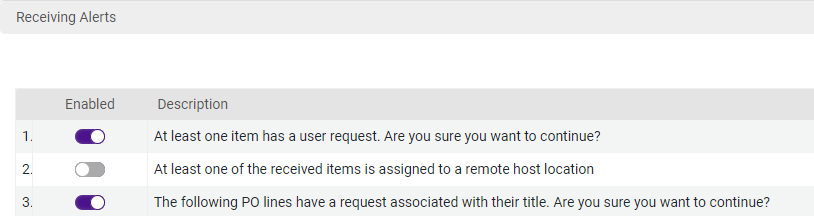 Receiving Alerts
Enabled Description
1. At least one item has a user request. Are you sure you want to continue?
2. At least one of the received items is assigned to a remote host location
3. The following PO lines have a request associated with their title. Are you sure you want to continue?